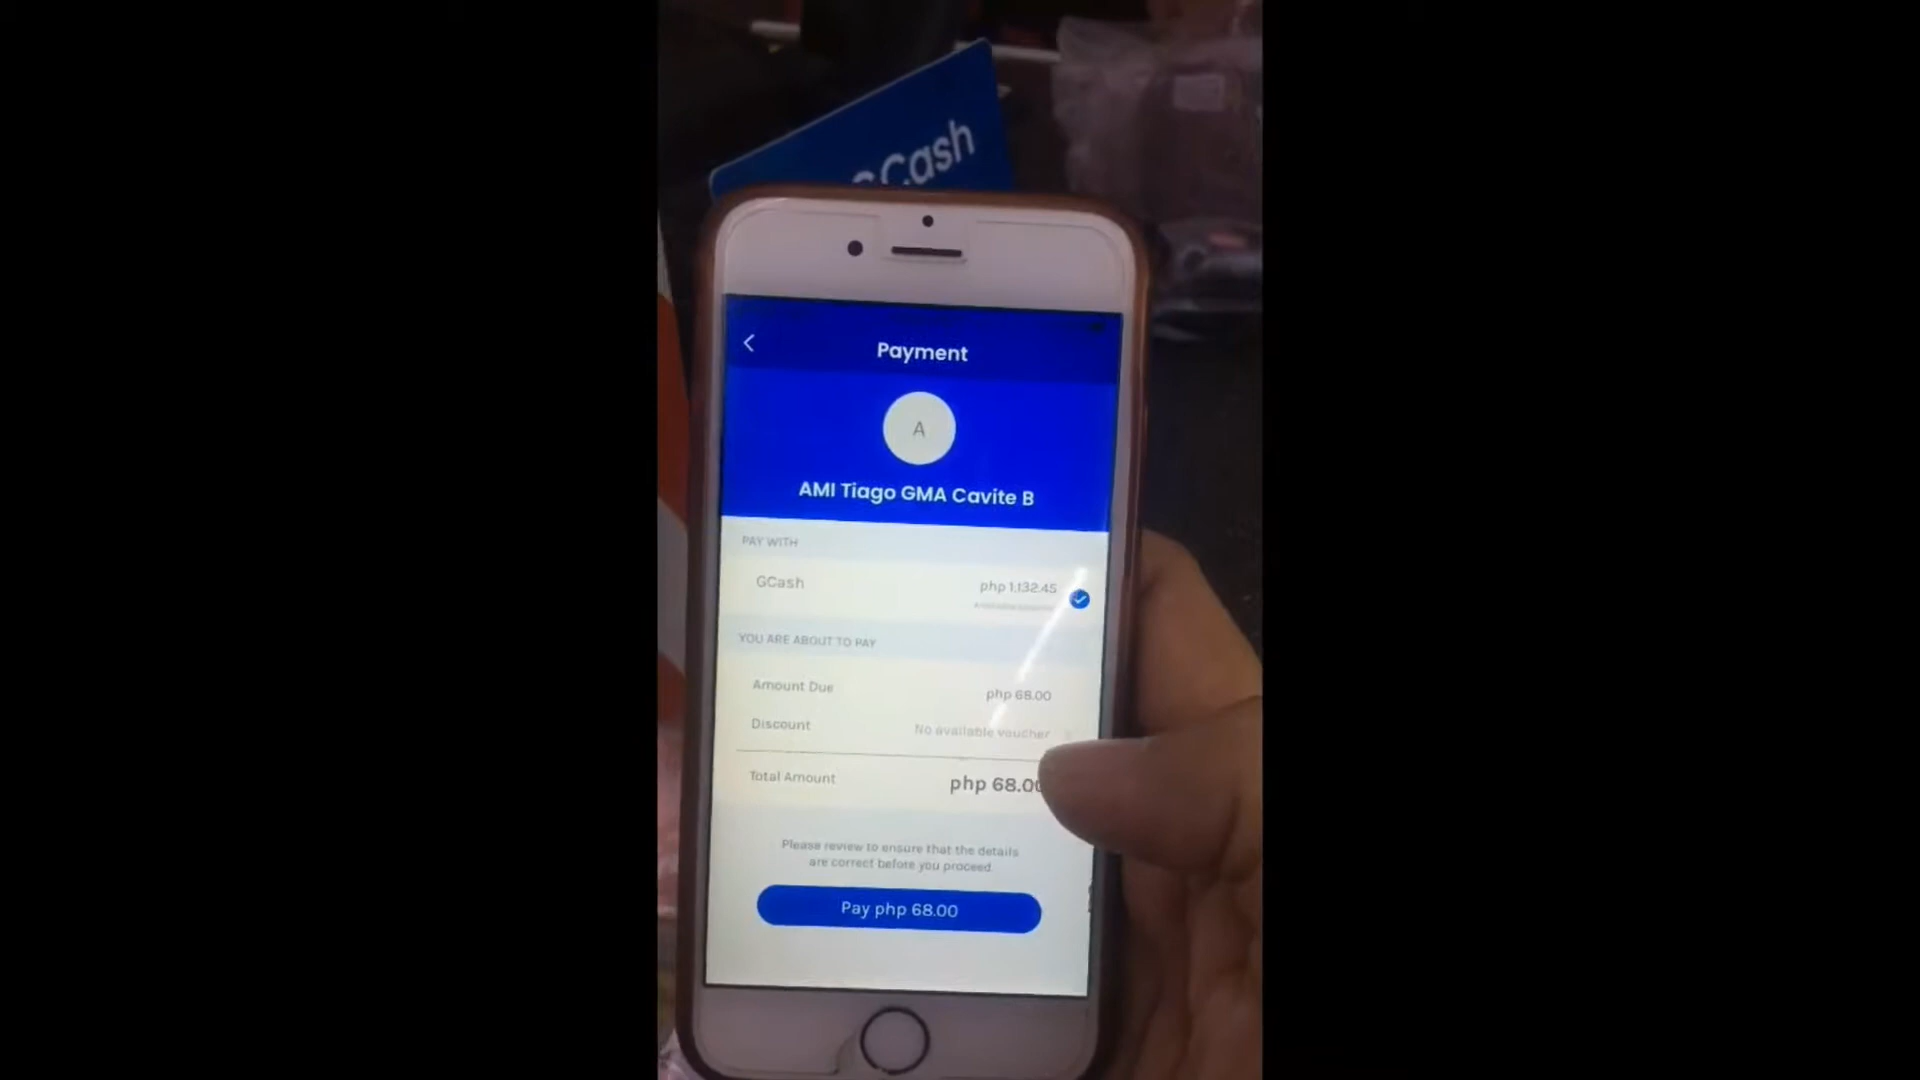 GCash
Payment
A
AMI Tiago GMA Cavite B
PAY WITH
GCash php 1,132.45
YOU ARE ABOUT TO PAY
Amount Due php 68.00
Discount No available voucher
Total Amount php 68.00
Please review to ensure that the details
are correct before you proceed.
Pay php 68.00